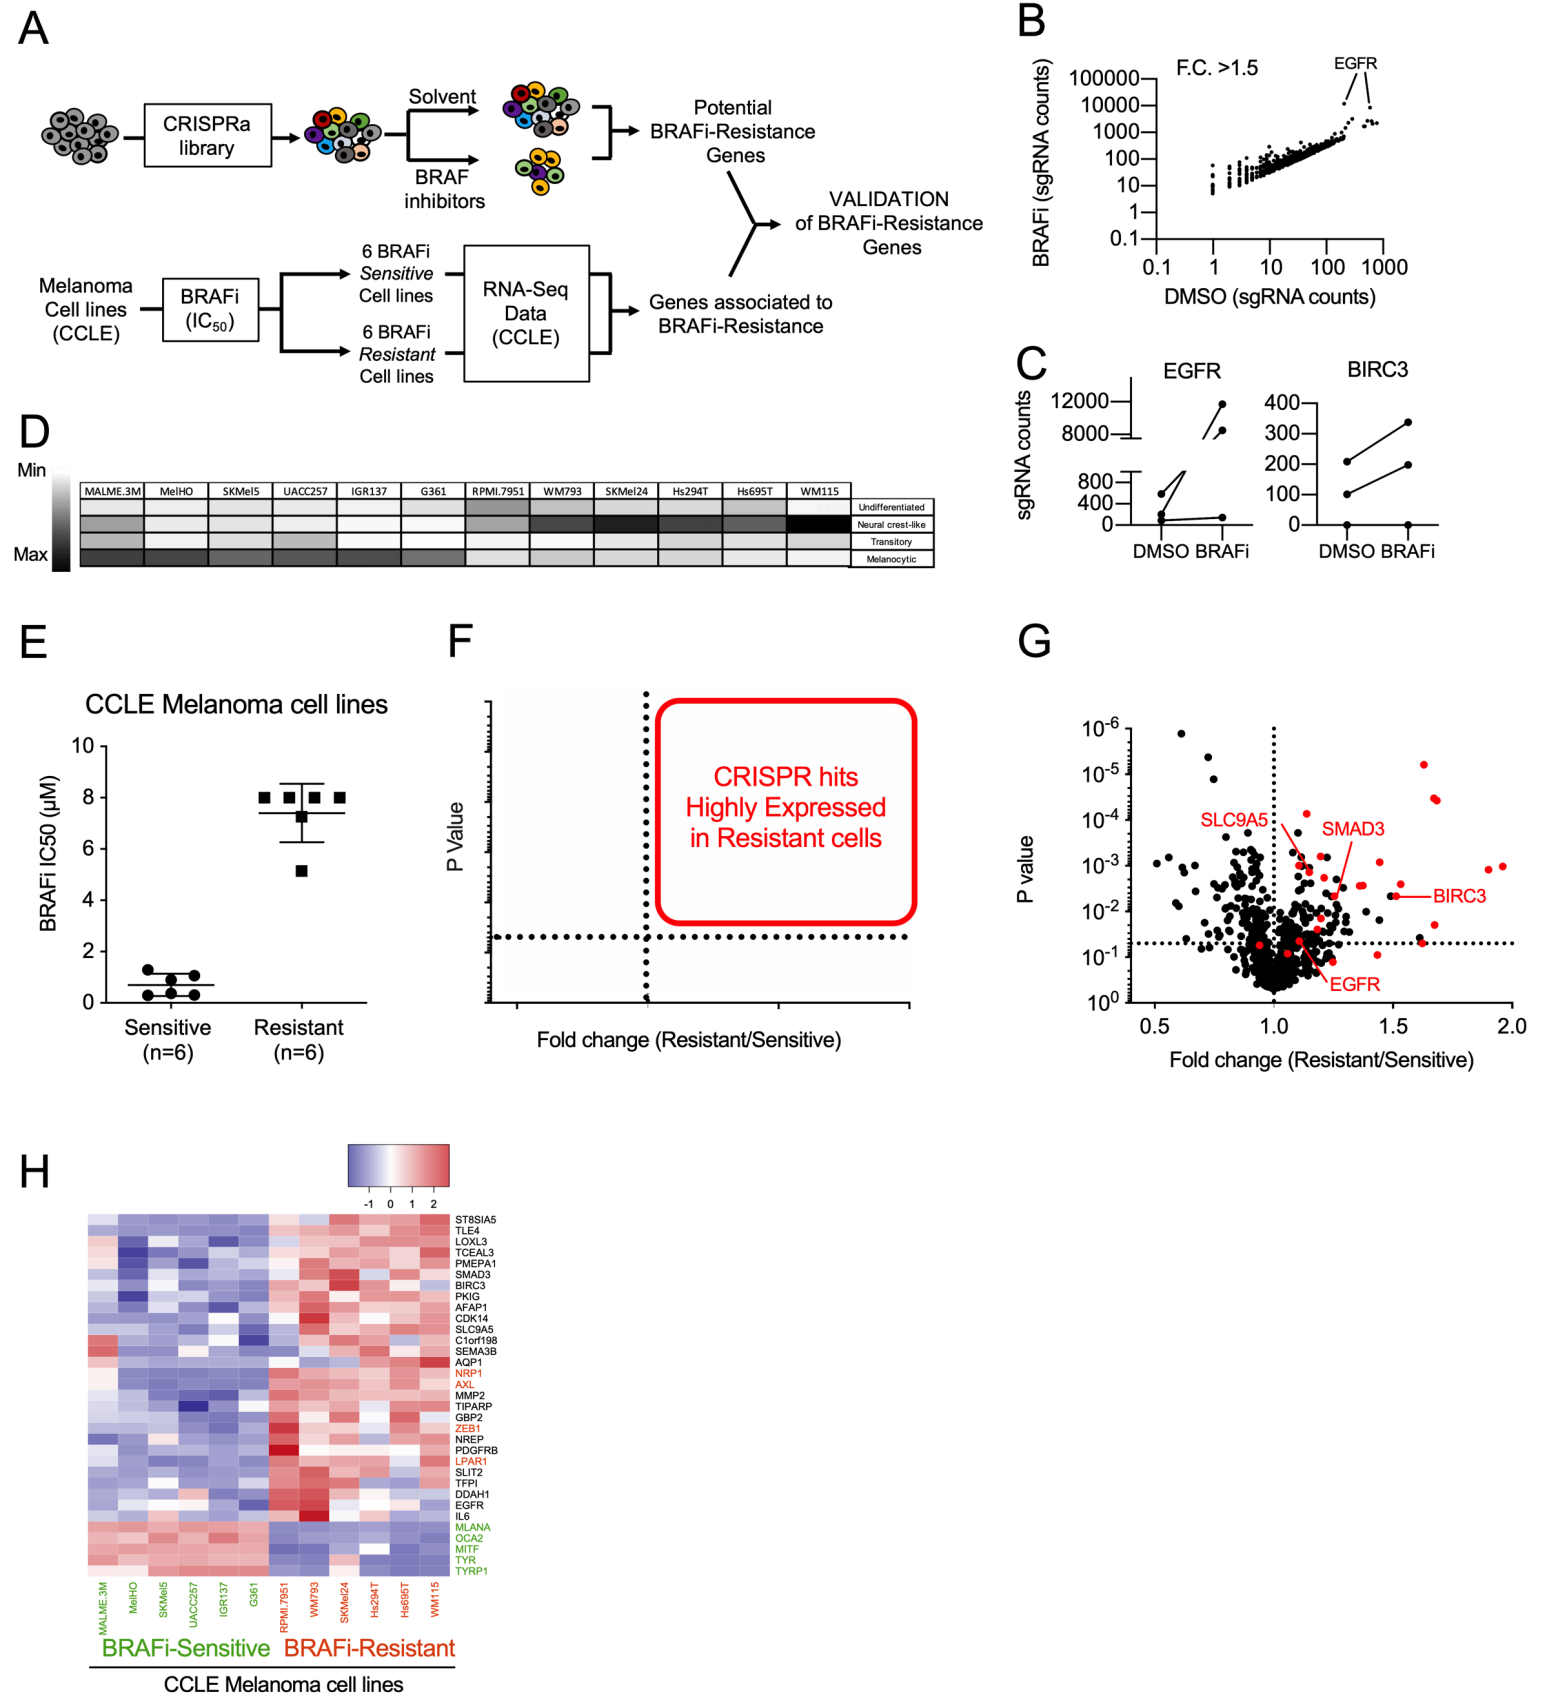 A
CRISPRa
library
Solvent
BRAF
inhibitors
Potential
BRAFi-Resistance
Genes
VALIDATION
of BRAFi-Resistance
Genes
Melanoma
Cell lines
(CCLE)
BRAFi
(IC50)
6 BRAFi
Sensitive
Cell lines
6 BRAFi
Resistant
Cell lines
RNA-Seq
Data
(CCLE)
Genes associated to
BRAFi-Resistance
B
F.C. >1.5
EGFR
BRAFi (sgRNA counts)
100000
10000
1000
100
10
1
0.1
0.1 1 10 100 1000
DMSO (sgRNA counts)
C
EGFR
sgRNA counts
12000
8000
800
400
0
DMSO BRAFi
BIRC3
400
300
200
100
0
DMSO BRAFi
D
Min
Max
MALME.3M MelHO SKMel5 UACC257 IGR137 G361 RPMI.7951 WM793 SKMel24 Hs294T Hs695T WM115
Undifferentiated
Neural crest-like
Transitory
Melanocytic
E
CCLE Melanoma cell lines
BRAFi IC50 (µM)
10
8
6
4
2
0
Sensitive
(n=6)
Resistant
(n=6)
F
P Value
CRISPR hits
Highly Expressed
in Resistant cells
Fold change (Resistant/Sensitive)
G
P value
10-6
10-5
10-4
10-3
10-2
10-1
100
SLC9A5
SMAD3
BIRC3
EGFR
0.5 1.0 1.5 2.0
Fold change (Resistant/Sensitive)
H
-1 0 1 2
ST8SIA5
TLE4
LOXL3
TCEAL3
PMEPA1
SMAD3
BIRC3
PKIG
AFAP1
CDK14
SLC9A5
C1orf198
SEMA3B
AQP1
NRP1
AXL
MMP2
TIPARP
GBP2
ZEB1
NREP
PDGFRB
LPAR1
SLIT2
TFPI
DDAH1
EGFR
IL6
MLANA
OCA2
MITF
TYR
TYRP1
MALME.3M
MelHO
SKMel5
UACC257
IGR137
G361
RPMI.7951
WM793
SKMel24
Hs294T
Hs695T
WM115
BRAFi-Sensitive BRAFi-Resistant
CCLE Melanoma cell lines